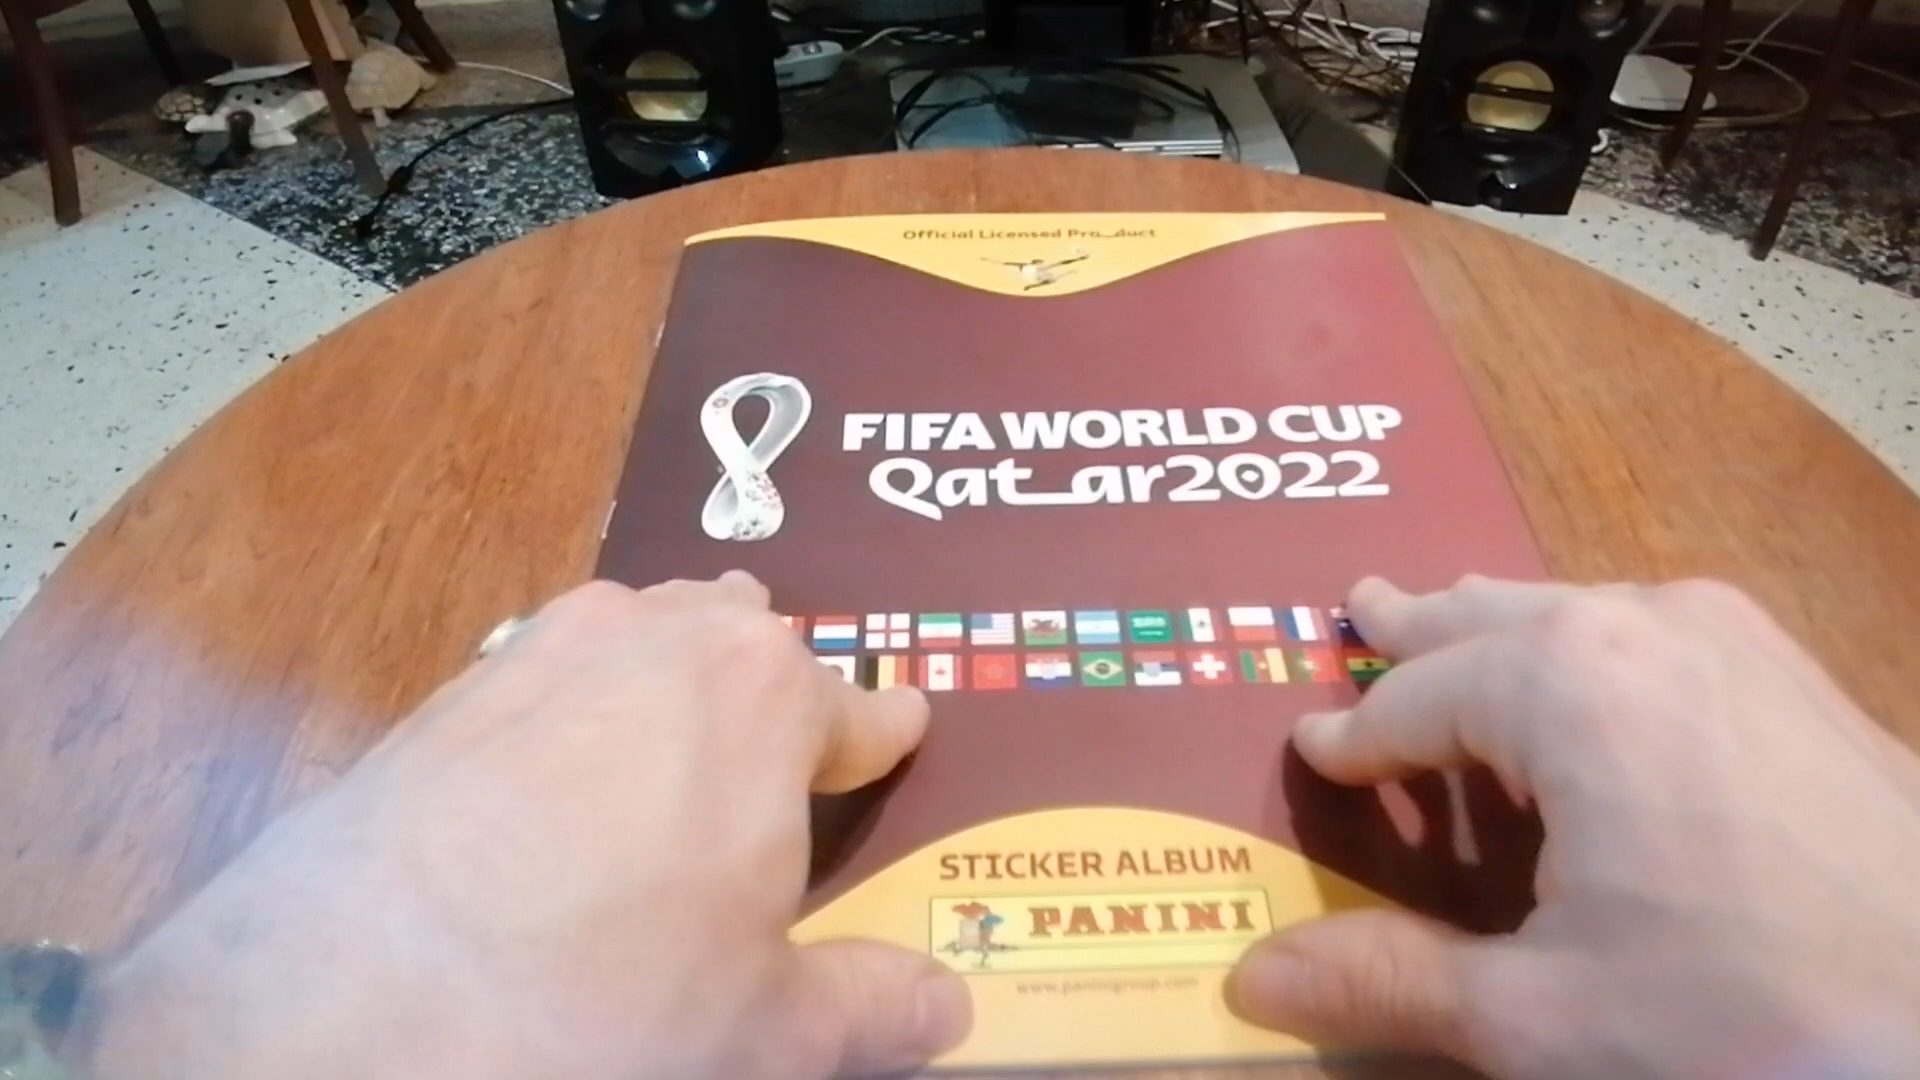 Official Licensed Pro_duct
FIFA WORLD CUP
Qatar2022
STICKER ALBUM
PANINI
www.paninigroup.com